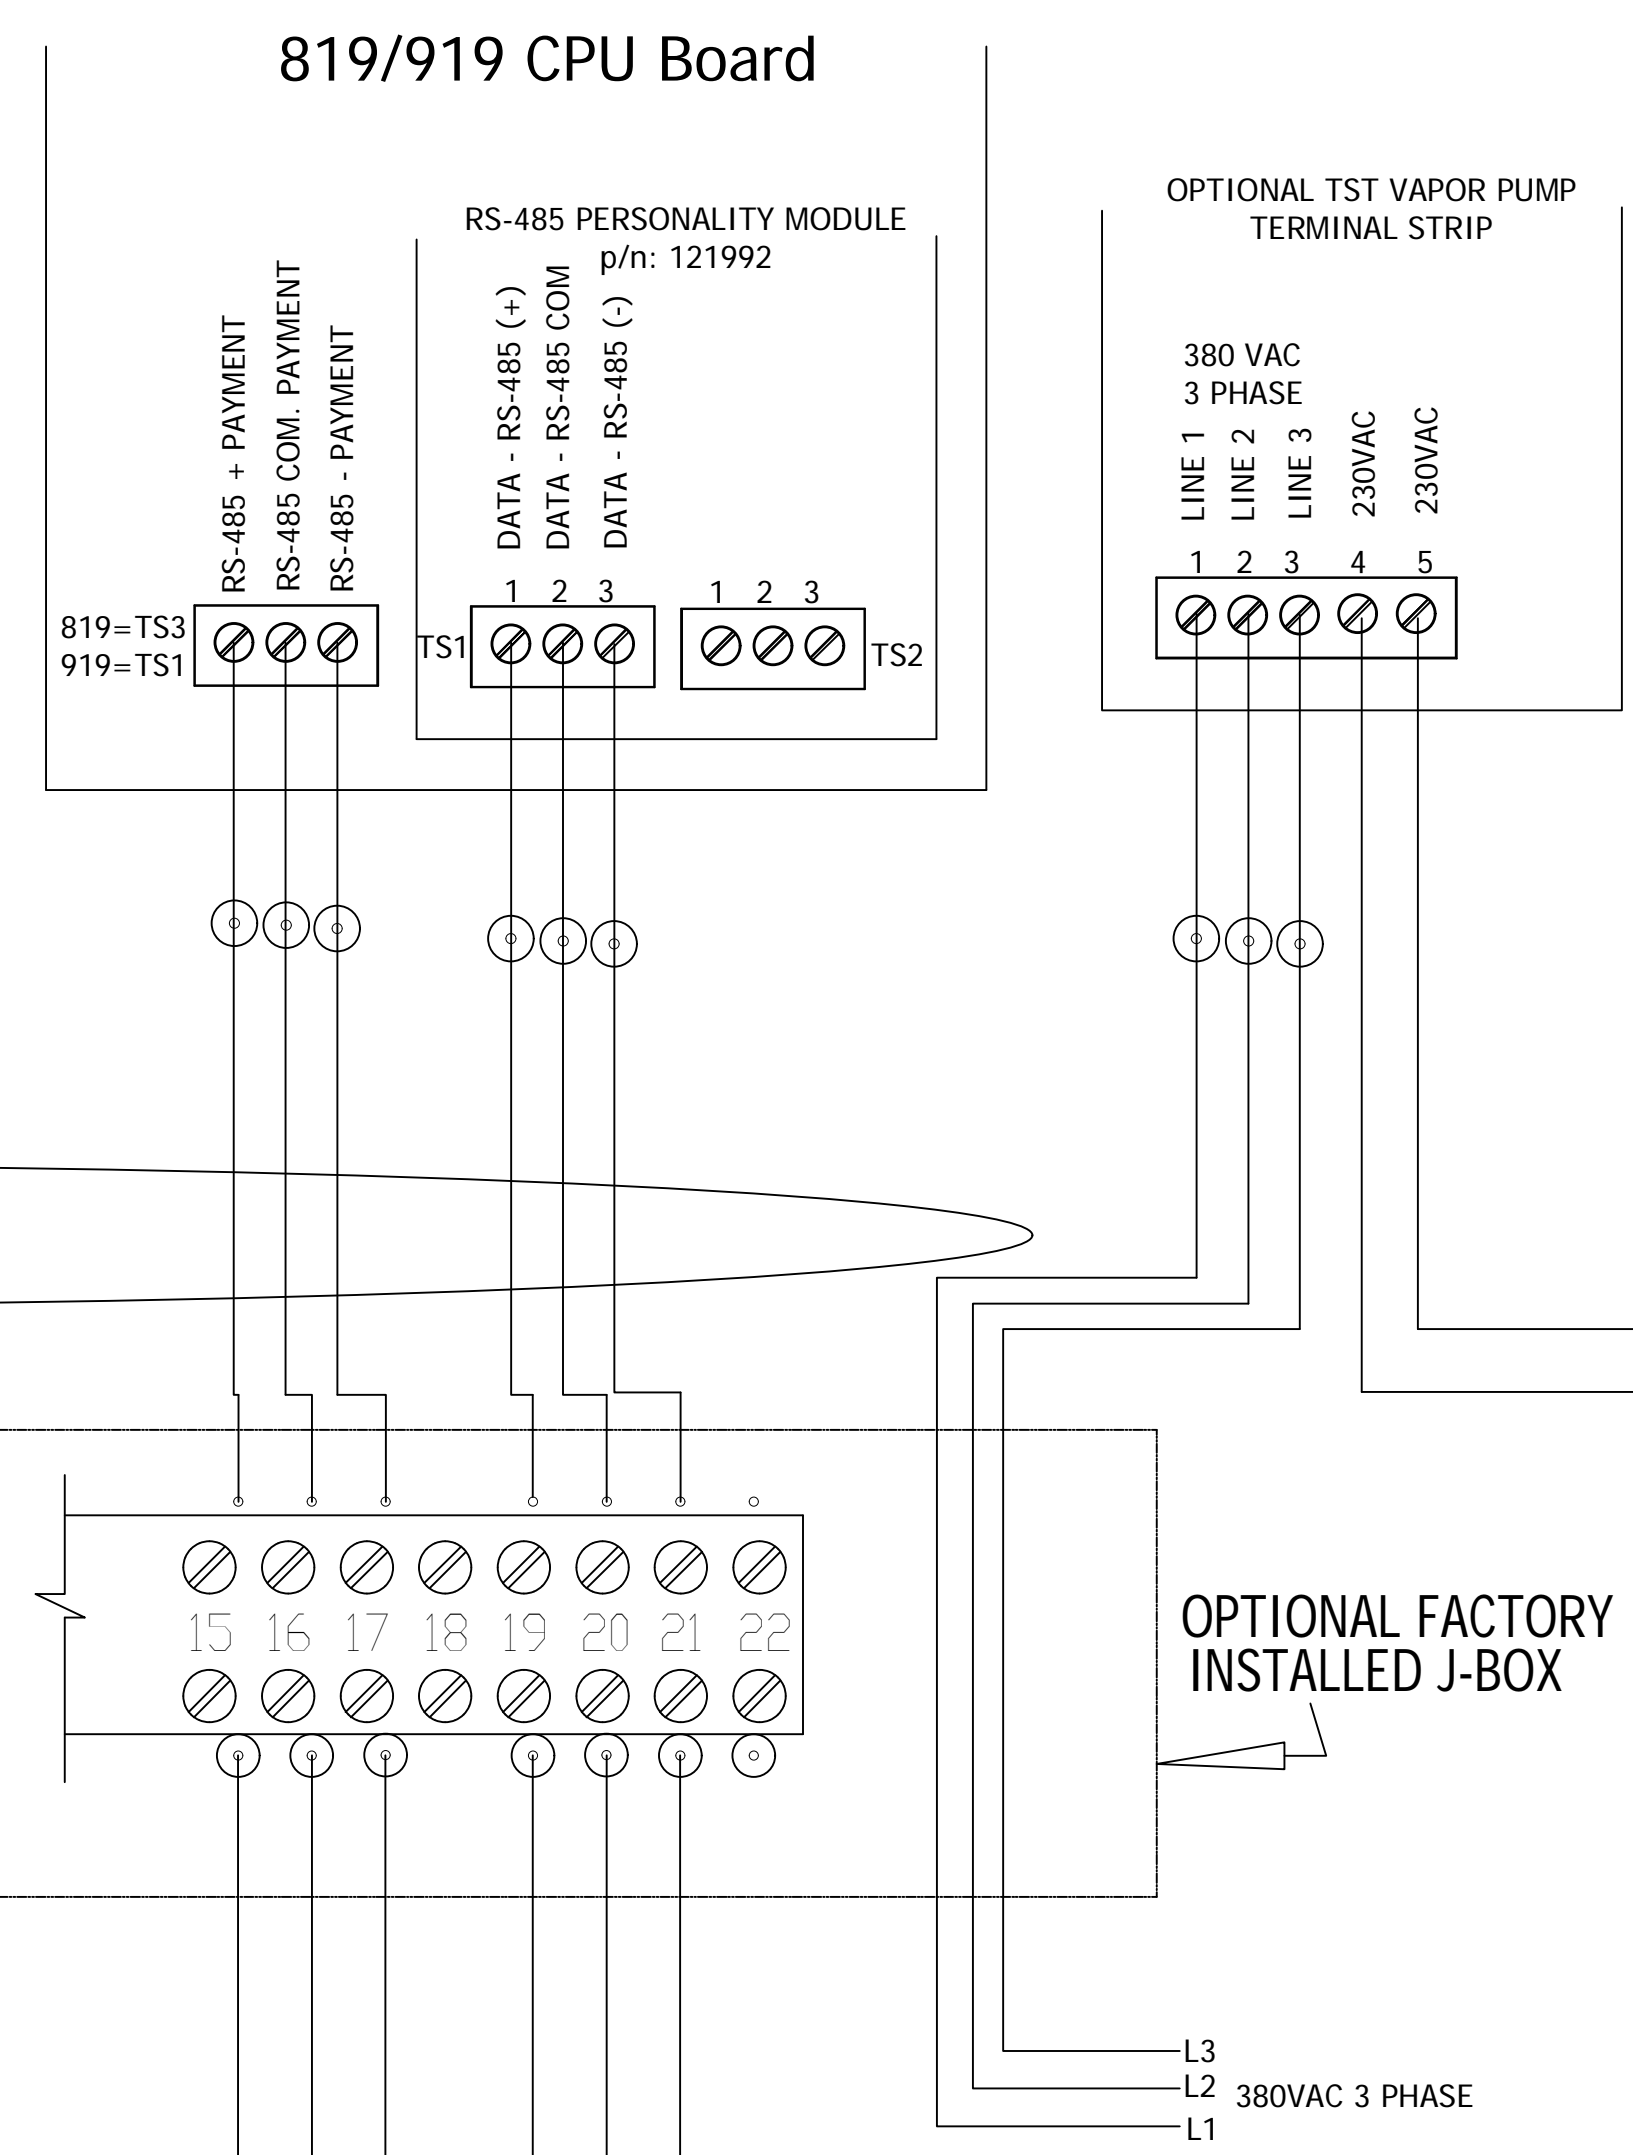 819/919 CPU Board
RS-485 PERSONALITY MODULE
p/n: 121992
RS-485 + PAYMENT
RS-485 COM. PAYMENT
RS-485 - PAYMENT
DATA - RS-485 (+)
DATA - RS-485 COM
DATA - RS-485 (-)
819=TS3
919=TS1
TS1
1 2 3
1 2 3
TS2
OPTIONAL TST VAPOR PUMP
TERMINAL STRIP
380 VAC
3 PHASE
LINE 1
LINE 2
LINE 3
230VAC
230VAC
1 2 3 4 5
15 16 17 18 19 20 21 22
OPTIONAL FACTORY
INSTALLED J-BOX
L3
L2
380VAC 3 PHASE
L1